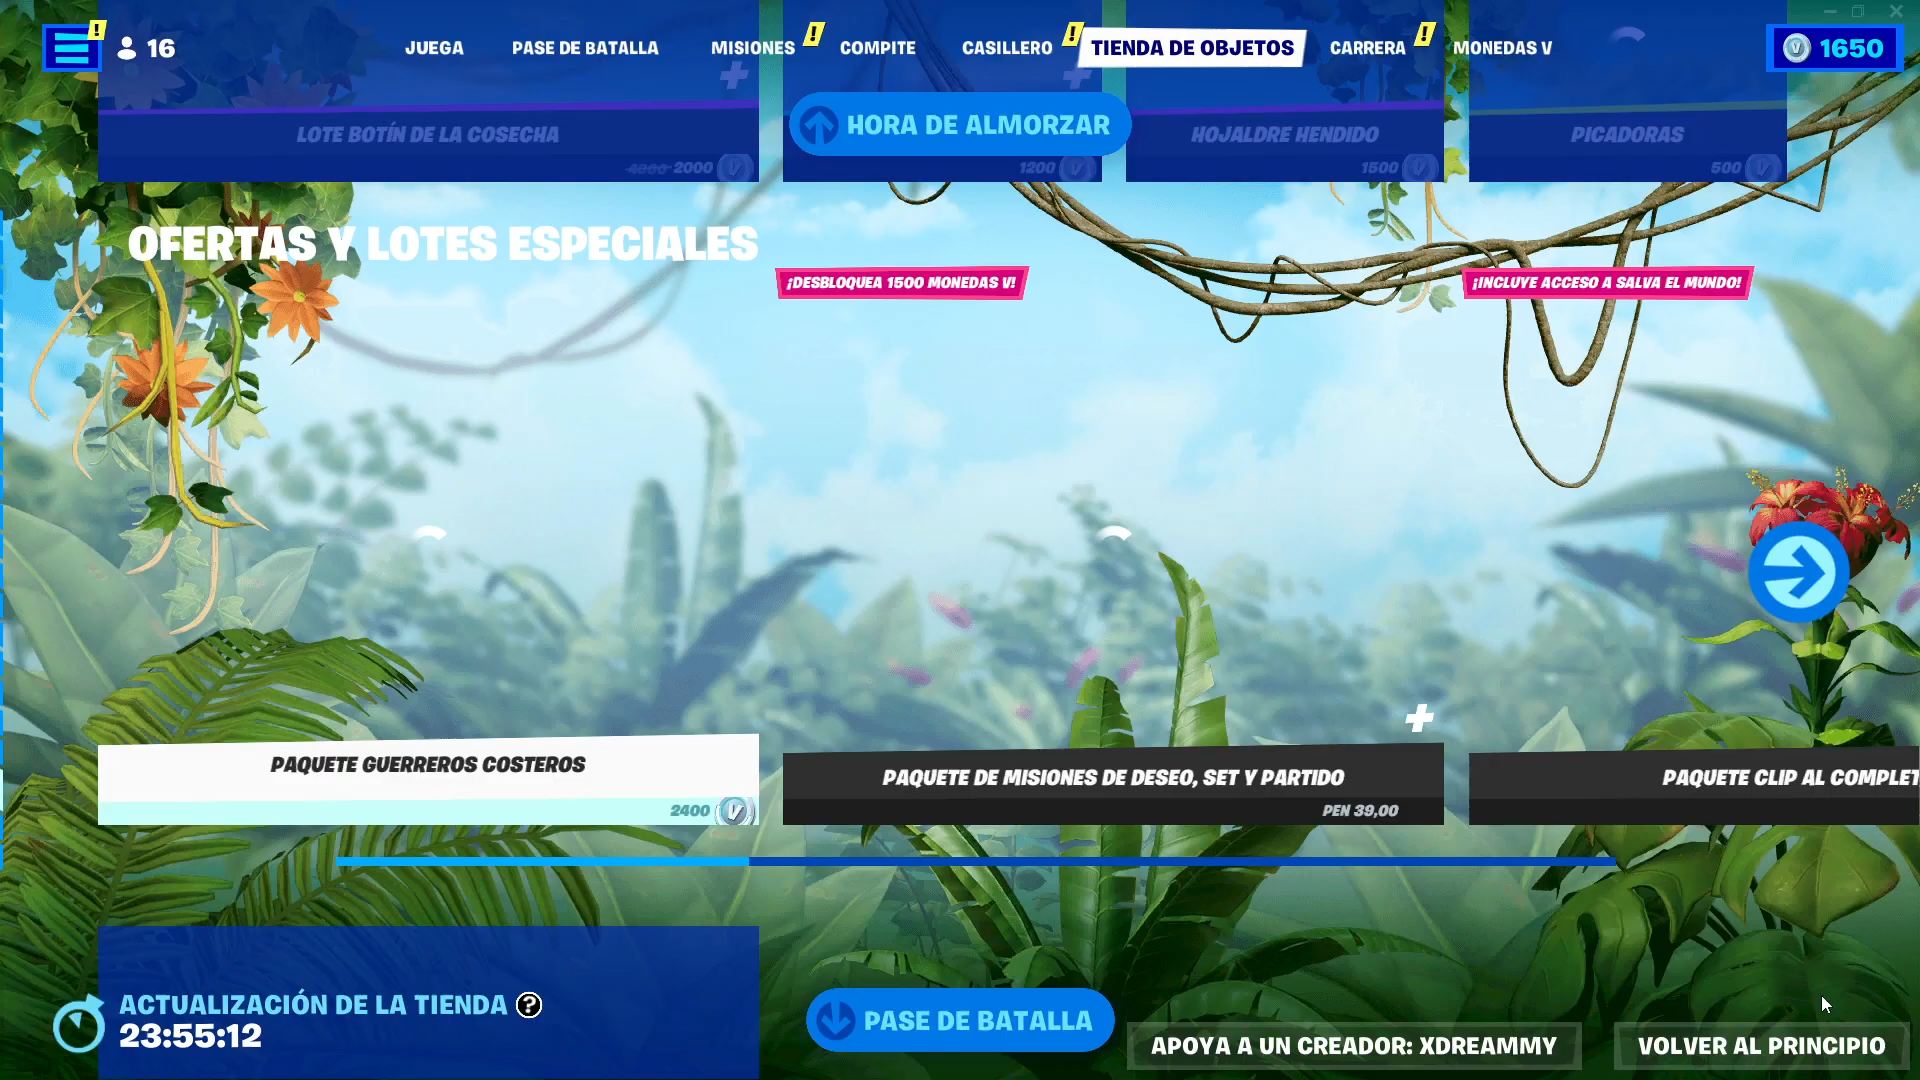 16
JUEGA
PASE DE BATALLA
MISIONES
COMPITE
CASILLERO
TIENDA DE OBJETOS
CARRERA
MONEDAS V
1650
LOTE BOTÍN DE LA COSECHA
2000
HORA DE ALMORZAR
1200
HOJALDRE HENDIDO
1500
PICADORAS
500
OFERTAS Y LOTES ESPECIALES
¡DESBLOQUEA 1500 MONEDAS V!
¡INCLUYE ACCESO A SALVA EL MUNDO!
PAQUETE GUERREROS COSTEROS
2400
PAQUETE DE MISIONES DE DESEO, SET Y PARTIDO
PEN 39,00
PAQUETE CLIP AL COMPLET
ACTUALIZACIÓN DE LA TIENDA ?
23:55:12
PASE DE BATALLA
APOYA A UN CREADOR: XDREAMMY
VOLVER AL PRINCIPIO